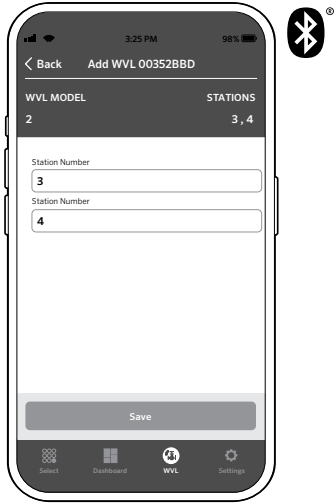 ®
3:25 PM 98%
Back Add WVL 00352BBD
WVL MODEL STATIONS
2 3 , 4
Station Number
3
Station Number
4
Save
Select Dashboard WVL Settings